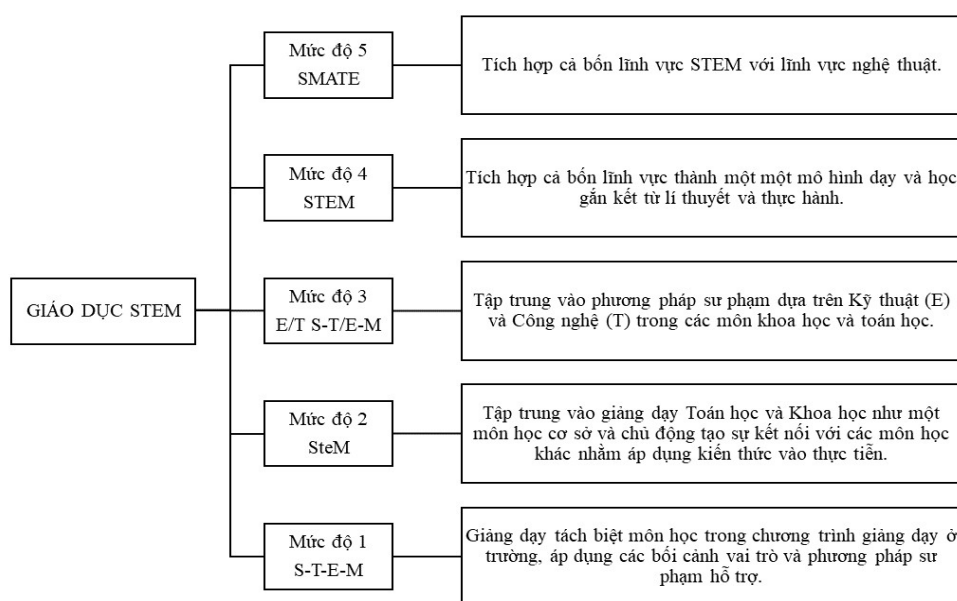 Mức độ 5
SMATE
Tích hợp cả bốn lĩnh vực STEM với lĩnh vực nghệ thuật.
Mức độ 4
STEM
Tích hợp cả bốn lĩnh vực thành một một mô hình dạy và học
gắn kết từ lí thuyết và thực hành.
GIÁO DỤC STEM
Mức độ 3
E/T S-T/E-M
Tập trung vào phương pháp sư phạm dựa trên Kỹ thuật (E)
và Công nghệ (T) trong các môn khoa học và toán học.
Mức độ 2
SteM
Tập trung vào giảng dạy Toán học và Khoa học như một
môn học cơ sở và chủ động tạo sự kết nối với các môn học
khác nhằm áp dụng kiến thức vào thực tiễn.
Mức độ 1
S-T-E-M
Giảng dạy tách biệt môn học trong chương trình giảng dạy ở
trường, áp dụng các bối cảnh vai trò và phương pháp sư
phạm hỗ trợ.